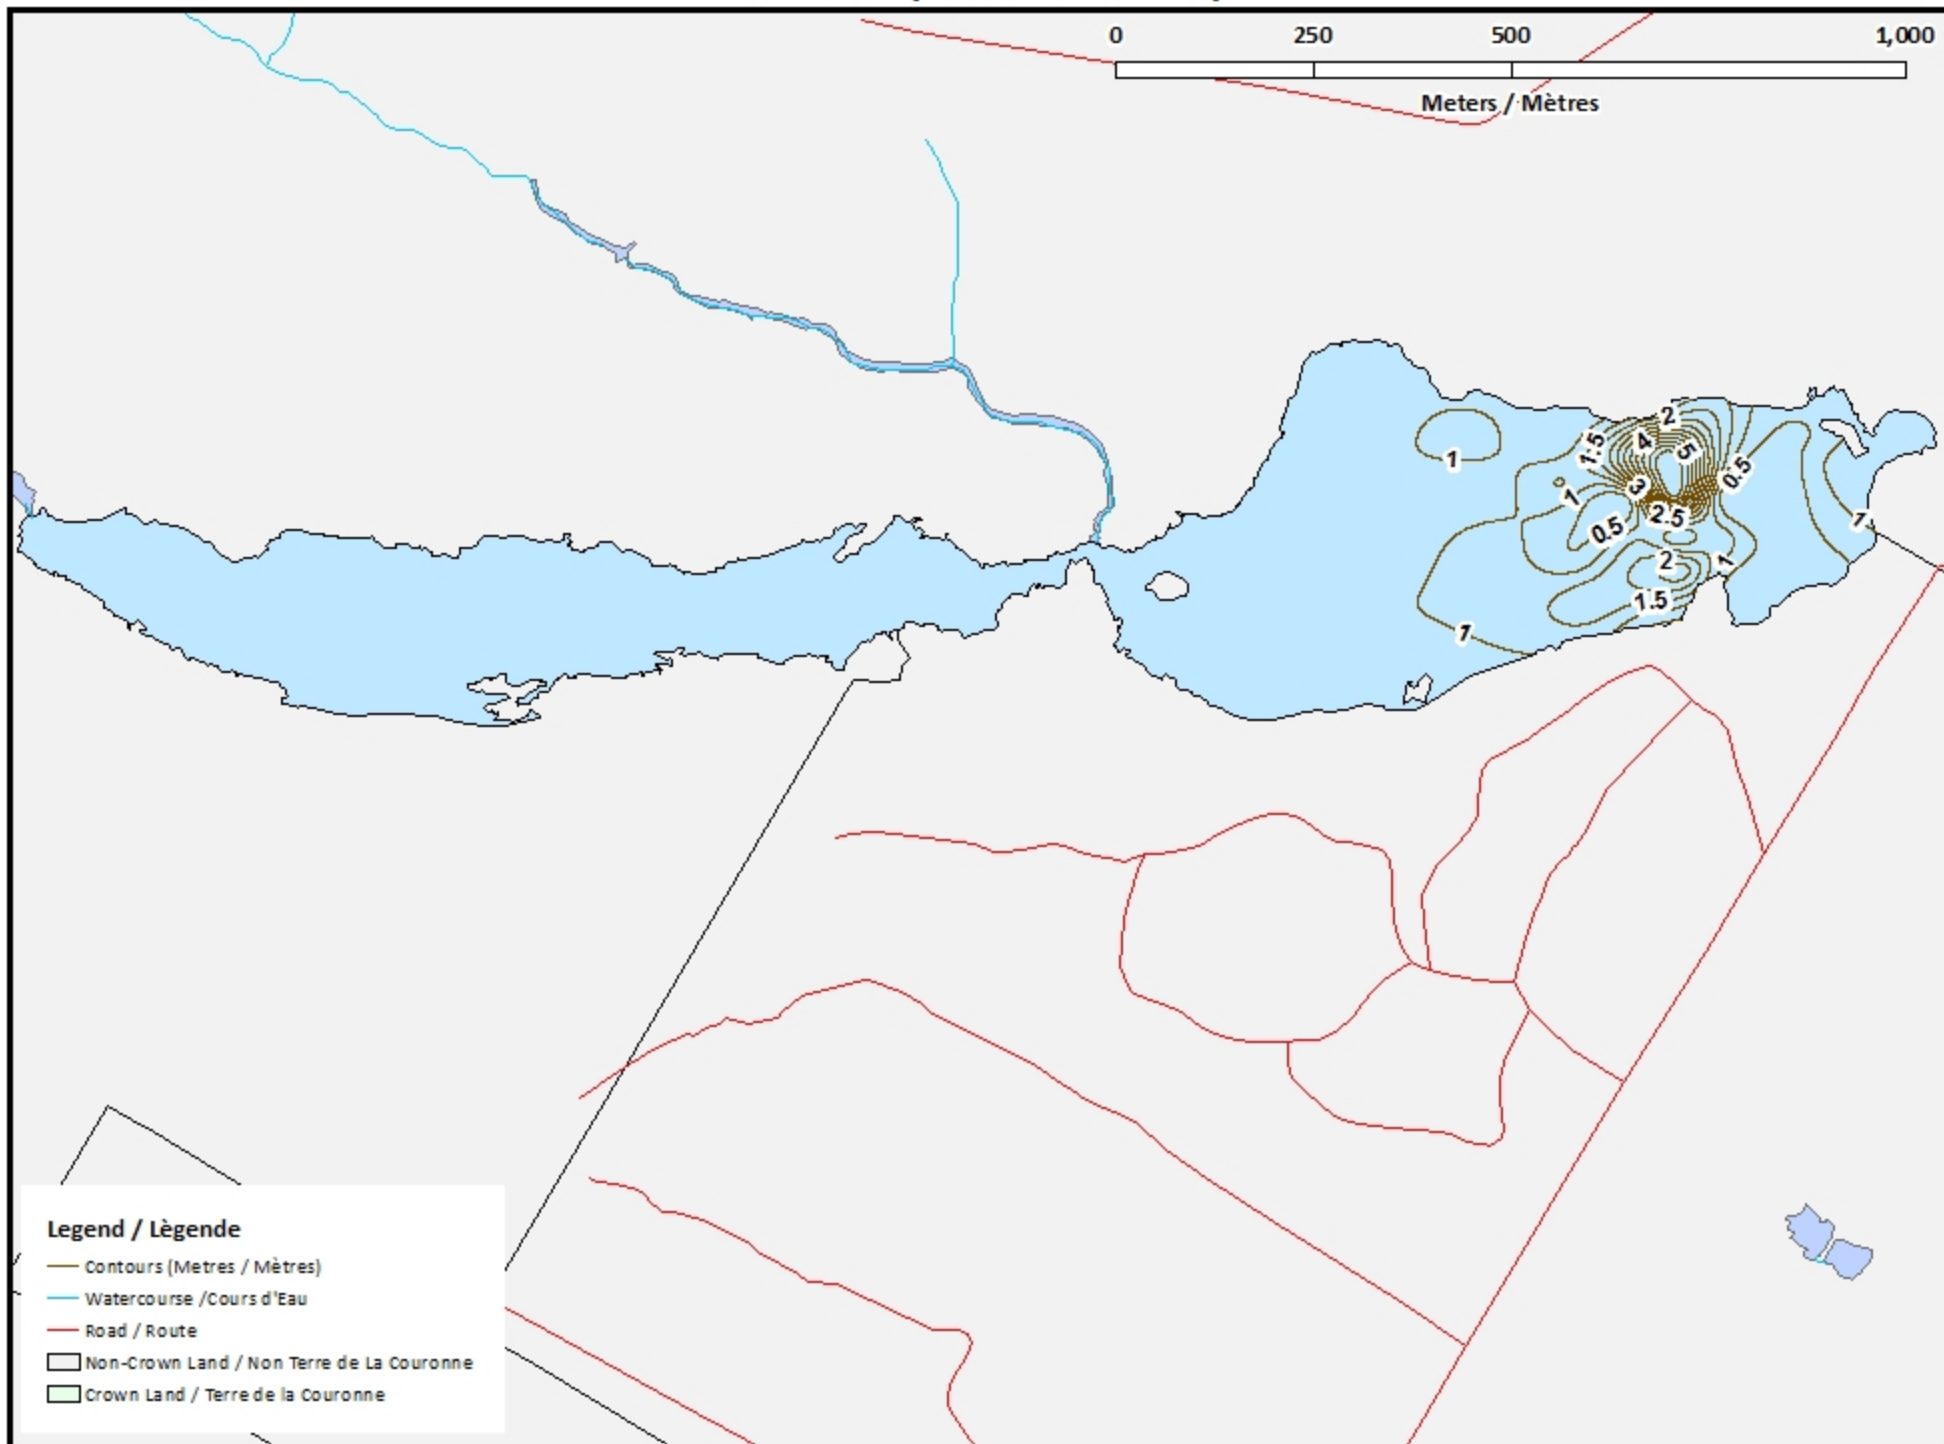 0 250 500 1,000
Meters / Mètres
2
1.5 4 5
0.5
1
1 3
2.5
0.5
1
2 1
1.5
1
Legend / Lègende
Contours (Metres / Mètres)
Watercourse /Cours d'Eau
Road / Route
Non-Crown Land / Non Terre de La Couronne
Crown Land / Terre de la Couronne